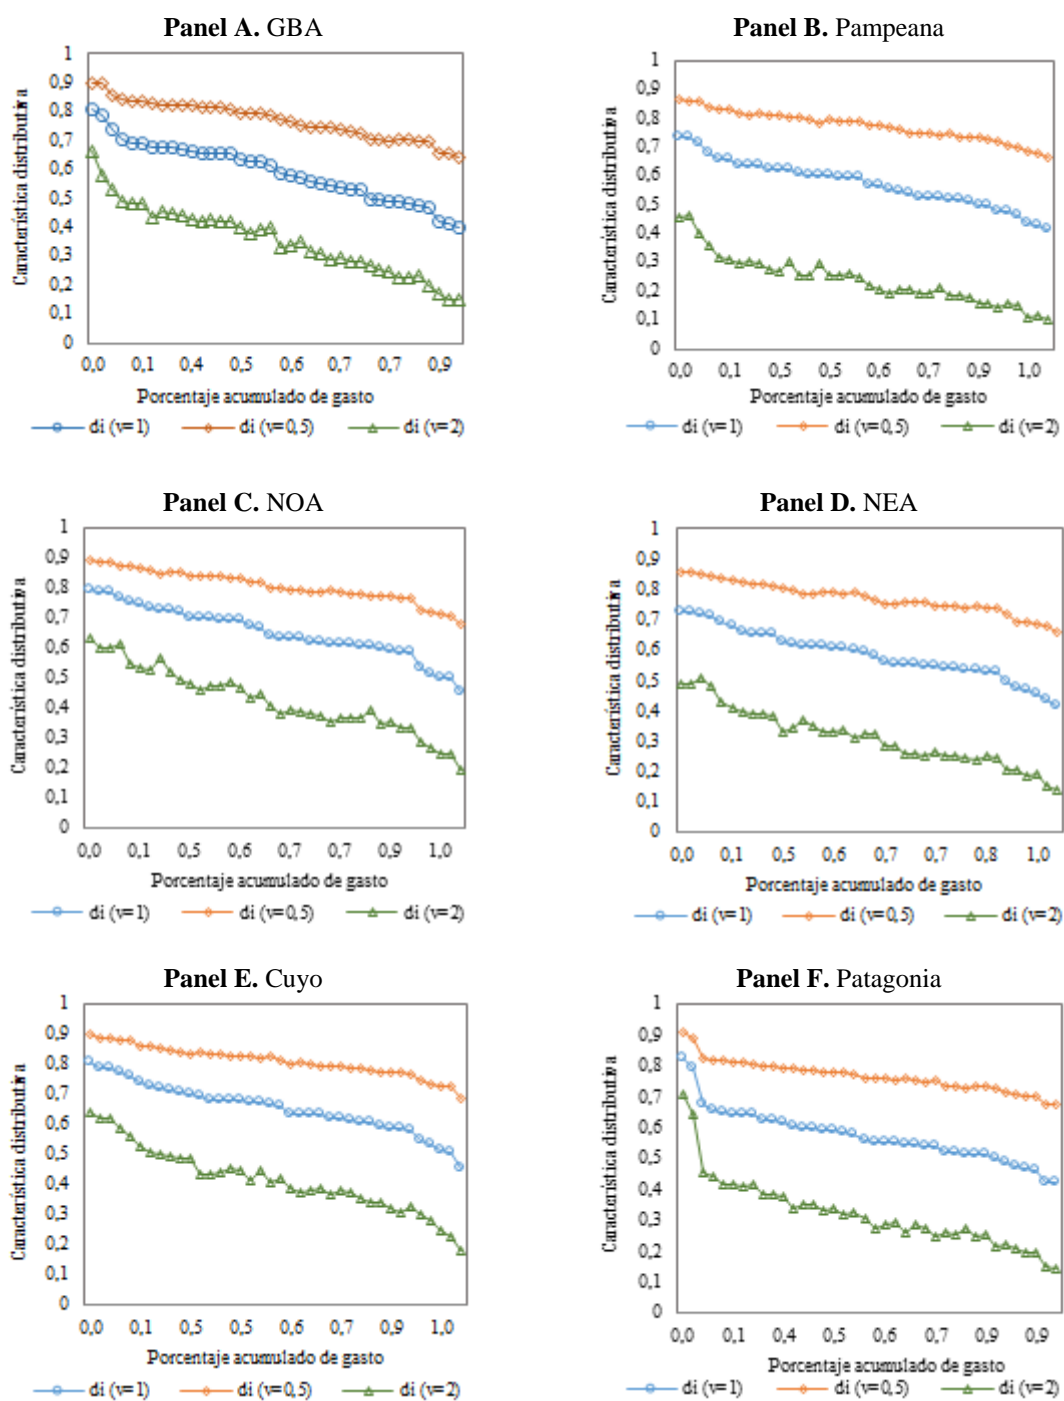 Panel A. GBA
Característica distributiva
1
0,9
0,8
0,7
0,6
0,5
0,4
0,3
0,2
0,1
0
0,0 0,1 0,4 0,5 0,6 0,7 0,7 0,9
Porcentaje acumulado de gasto
di (v=1) di (v=0,5) di (v=2)
Panel B. Pampeana
Característica distributiva
1
0,9
0,8
0,7
0,6
0,5
0,4
0,3
0,2
0,1
0
0,0 0,1 0,5 0,5 0,6 0,7 0,9 1,0
Porcentaje acumulado de gasto
di (v=1) di (v=0,5) di (v=2)
Panel C. NOA
Característica distributiva
1
0,9
0,8
0,7
0,6
0,5
0,4
0,3
0,2
0,1
0
0,0 0,1 0,5 0,6 0,7 0,7 0,9 1,0
Porcentaje acumulado de gasto
di (v=1) di (v=0,5) di (v=2)
Panel D. NEA
Característica distributiva
1
0,9
0,8
0,7
0,6
0,5
0,4
0,3
0,2
0,1
0
0,0 0,1 0,5 0,6 0,7 0,7 0,8 1,0
Porcentaje acumulado de gasto
di (v=1) di (v=0,5) di (v=2)
Panel E. Cuyo
Característica distributiva
1
0,9
0,8
0,7
0,6
0,5
0,4
0,3
0,2
0,1
0
0,0 0,1 0,5 0,5 0,6 0,7 0,9 1,0
Porcentaje acumulado de gasto
di (v=1) di (v=0,5) di (v=2)
Panel F. Patagonia
Característica distributiva
1
0,9
0,8
0,7
0,6
0,5
0,4
0,3
0,2
0,1
0
0,0 0,1 0,4 0,5 0,6 0,7 0,9 0,9
Porcentaje acumulado de gasto
di (v=1) di (v=0,5) di (v=2)